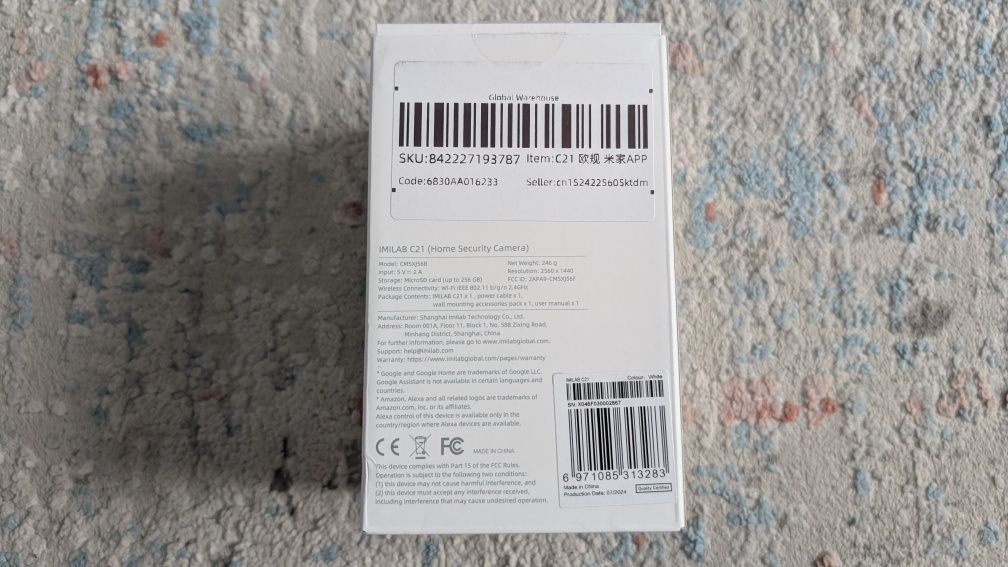 Global Warehouse
SKU:842227193787 Item:C21 欧规 米家APP
Code:6830AA016233 Seller:cn1524225605ktdm
IMILAB C21 (Home Security Camera)
Model: CMSXJ56B Net Weight: 246 g
Input: 5 V⎓2 A Resolution: 2560 x 1440
Storage: MicroSD card (up to 256 GB) FCC ID: 2APA9-CMSXJ56F
Wireless Connectivity: Wi-Fi IEEE 802.11 b/g/n 2.4GHz
Package Contents: IMILAB C21 x 1 , power cable x 1,
wall mounting accessories pack x 1, user manual x 1
Manufacturer: Shanghai Imilab Technology Co., Ltd.
Address: Room 001A, Floor 11, Block 1, No. 588 Zixing Road,
Minhang District, Shanghai, China
For further information, please go to www.imilabglobal.com.
Support: help@imilab.com
Warranty: https://www.imilabglobal.com/pages/warranty
* Google and Google Home are trademarks of Google LLC.
Google Assistant is not available in certain languages and
countries.
* Amazon, Alexa and all related logos are trademarks of
Amazon.com, Inc. or its affiliates.
Alexa control of this device is available only in the
country/region where Alexa devices are available.
CE FC MADE IN CHINA
This device complies with Part 15 of the FCC Rules.
Operation is subject to the following two conditions:
(1) this device may not cause harmful interference, and
(2) this device must accept any interference received,
including interference that may cause undesired operation.
IMILAB C21 Colour: White
SN: X046F030002867
6 971085 313283
Made in China
Production Date: 07/2024 Quality Certified